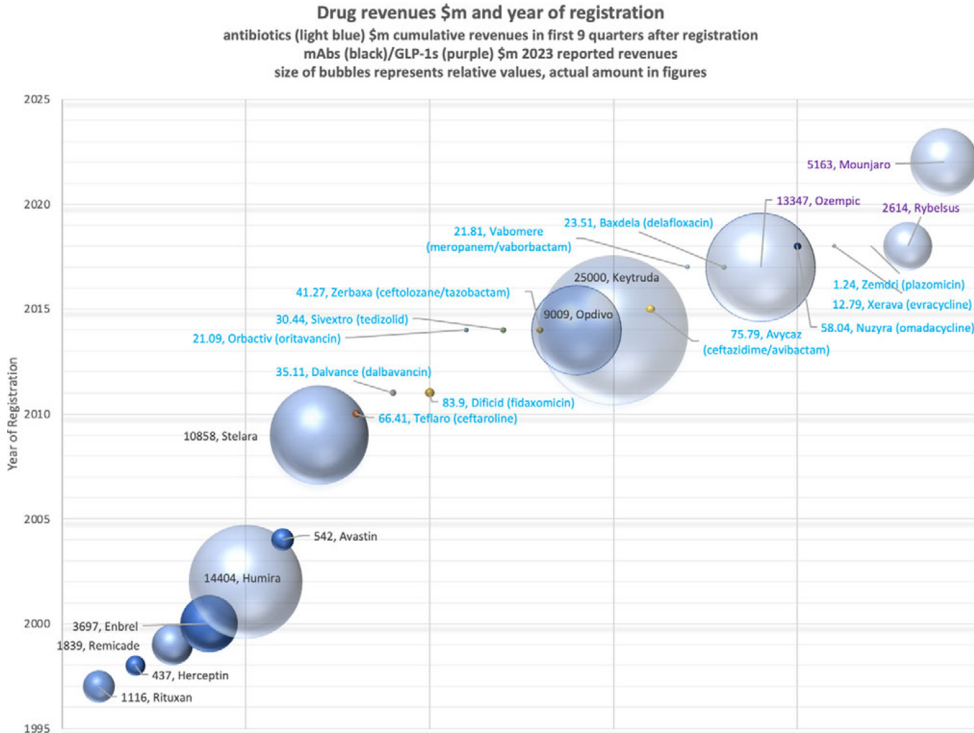 Drug revenues $m and year of registration
antibiotics (light blue) $m cumulative revenues in first 9 quarters after registration
mAbs (black)/GLP-1s (purple) $m 2023 reported revenues
size of bubbles represents relative values, actual amount in figures
2025
5163, Mounjaro
2020
13347, Ozempic
2614, Rybelsus
23.51, Baxdela (delafloxacin)
21.81, Vabomere
(meropanem/vaborbactam)
25000, Keytruda
1.24, Zemdri (plazomicin)
41.27, Zerbaxa (ceftolozane/tazobactam)
12.79, Xerava (evracycline)
2015
9009, Opdivo
30.44, Sivextro (tedizolid)
58.04, Nuzyra (omadacycline)
21.09, Orbactiv (oritavancin)
75.79, Avycaz
(ceftazidime/avibactam)
35.11, Dalvance (dalbavancin)
83.9, Dificid (fidaxomicin)
2010
66.41, Teflaro (ceftaroline)
10858, Stelara
Year of Registration
2005
542, Avastin
14404, Humira
2000
3697, Enbrel
1839, Remicade
437, Herceptin
1116, Rituxan
1995